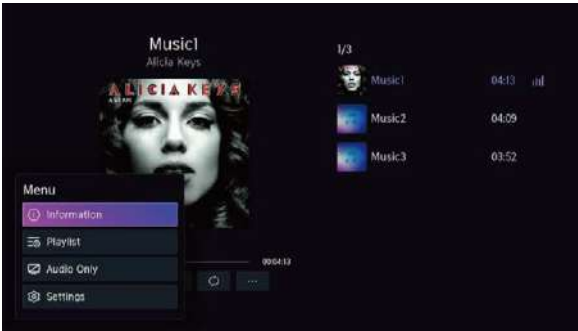 Music1
Alicia Keys
ALICIA KEYS
Menu
Information
Playlist
Audio Only
Settings
00:04:13
1/3
Music1 04:13
Music2 04:09
Music3 03:52